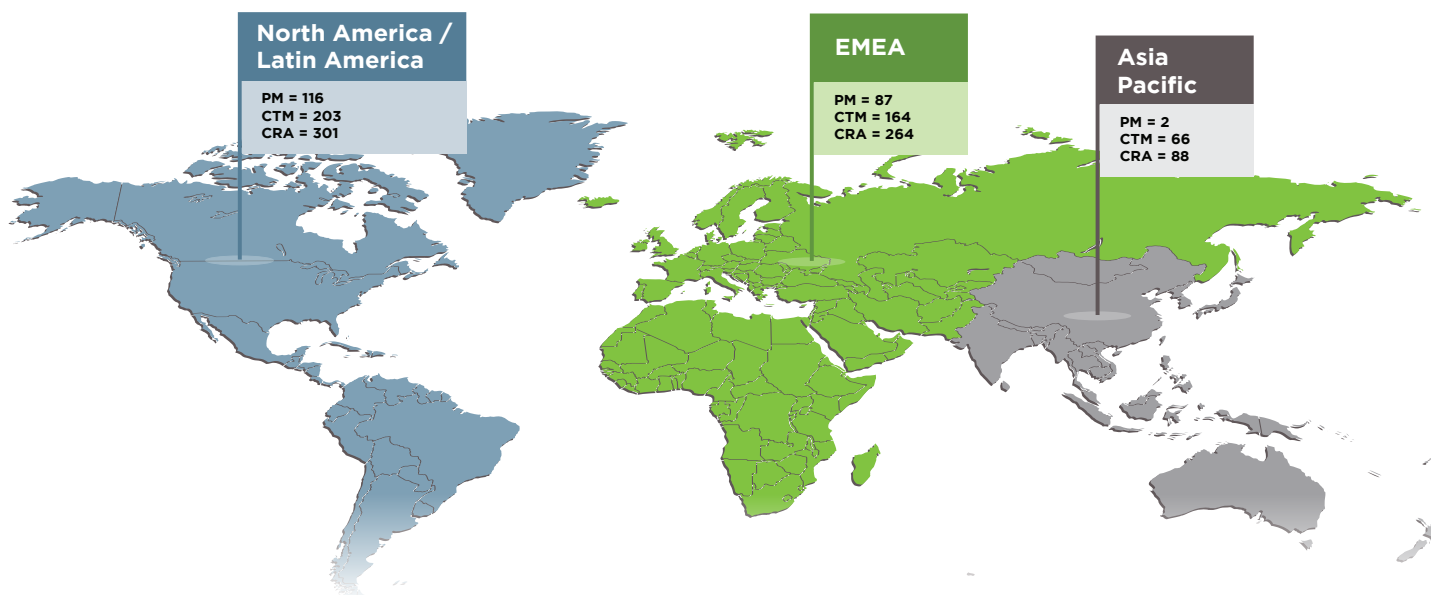 North America /
Latin America
PM = 116
CTM = 203
CRA = 301
EMEA
PM = 87
CTM = 164
CRA = 264
Asia
Pacific
PM = 2
CTM = 66
CRA = 88